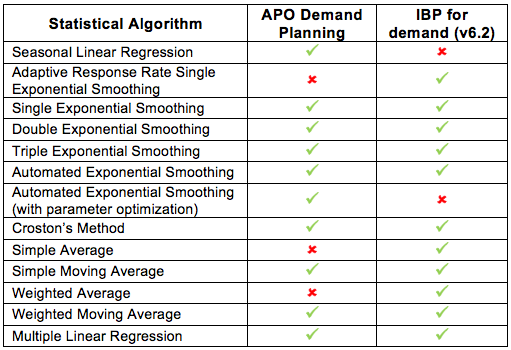 Statistical Algorithm APO Demand Planning IBP for demand (v6.2)
Seasonal Linear Regression ✓ ✗
Adaptive Response Rate Single
Exponential Smoothing ✗ ✓
Single Exponential Smoothing ✓ ✓
Double Exponential Smoothing ✓ ✓
Triple Exponential Smoothing ✓ ✓
Automated Exponential Smoothing ✓ ✓
Automated Exponential Smoothing
(with parameter optimization) ✓ ✗
Croston's Method ✓ ✓
Simple Average ✗ ✓
Simple Moving Average ✓ ✓
Weighted Average ✗ ✓
Weighted Moving Average ✓ ✓
Multiple Linear Regression ✓ ✓